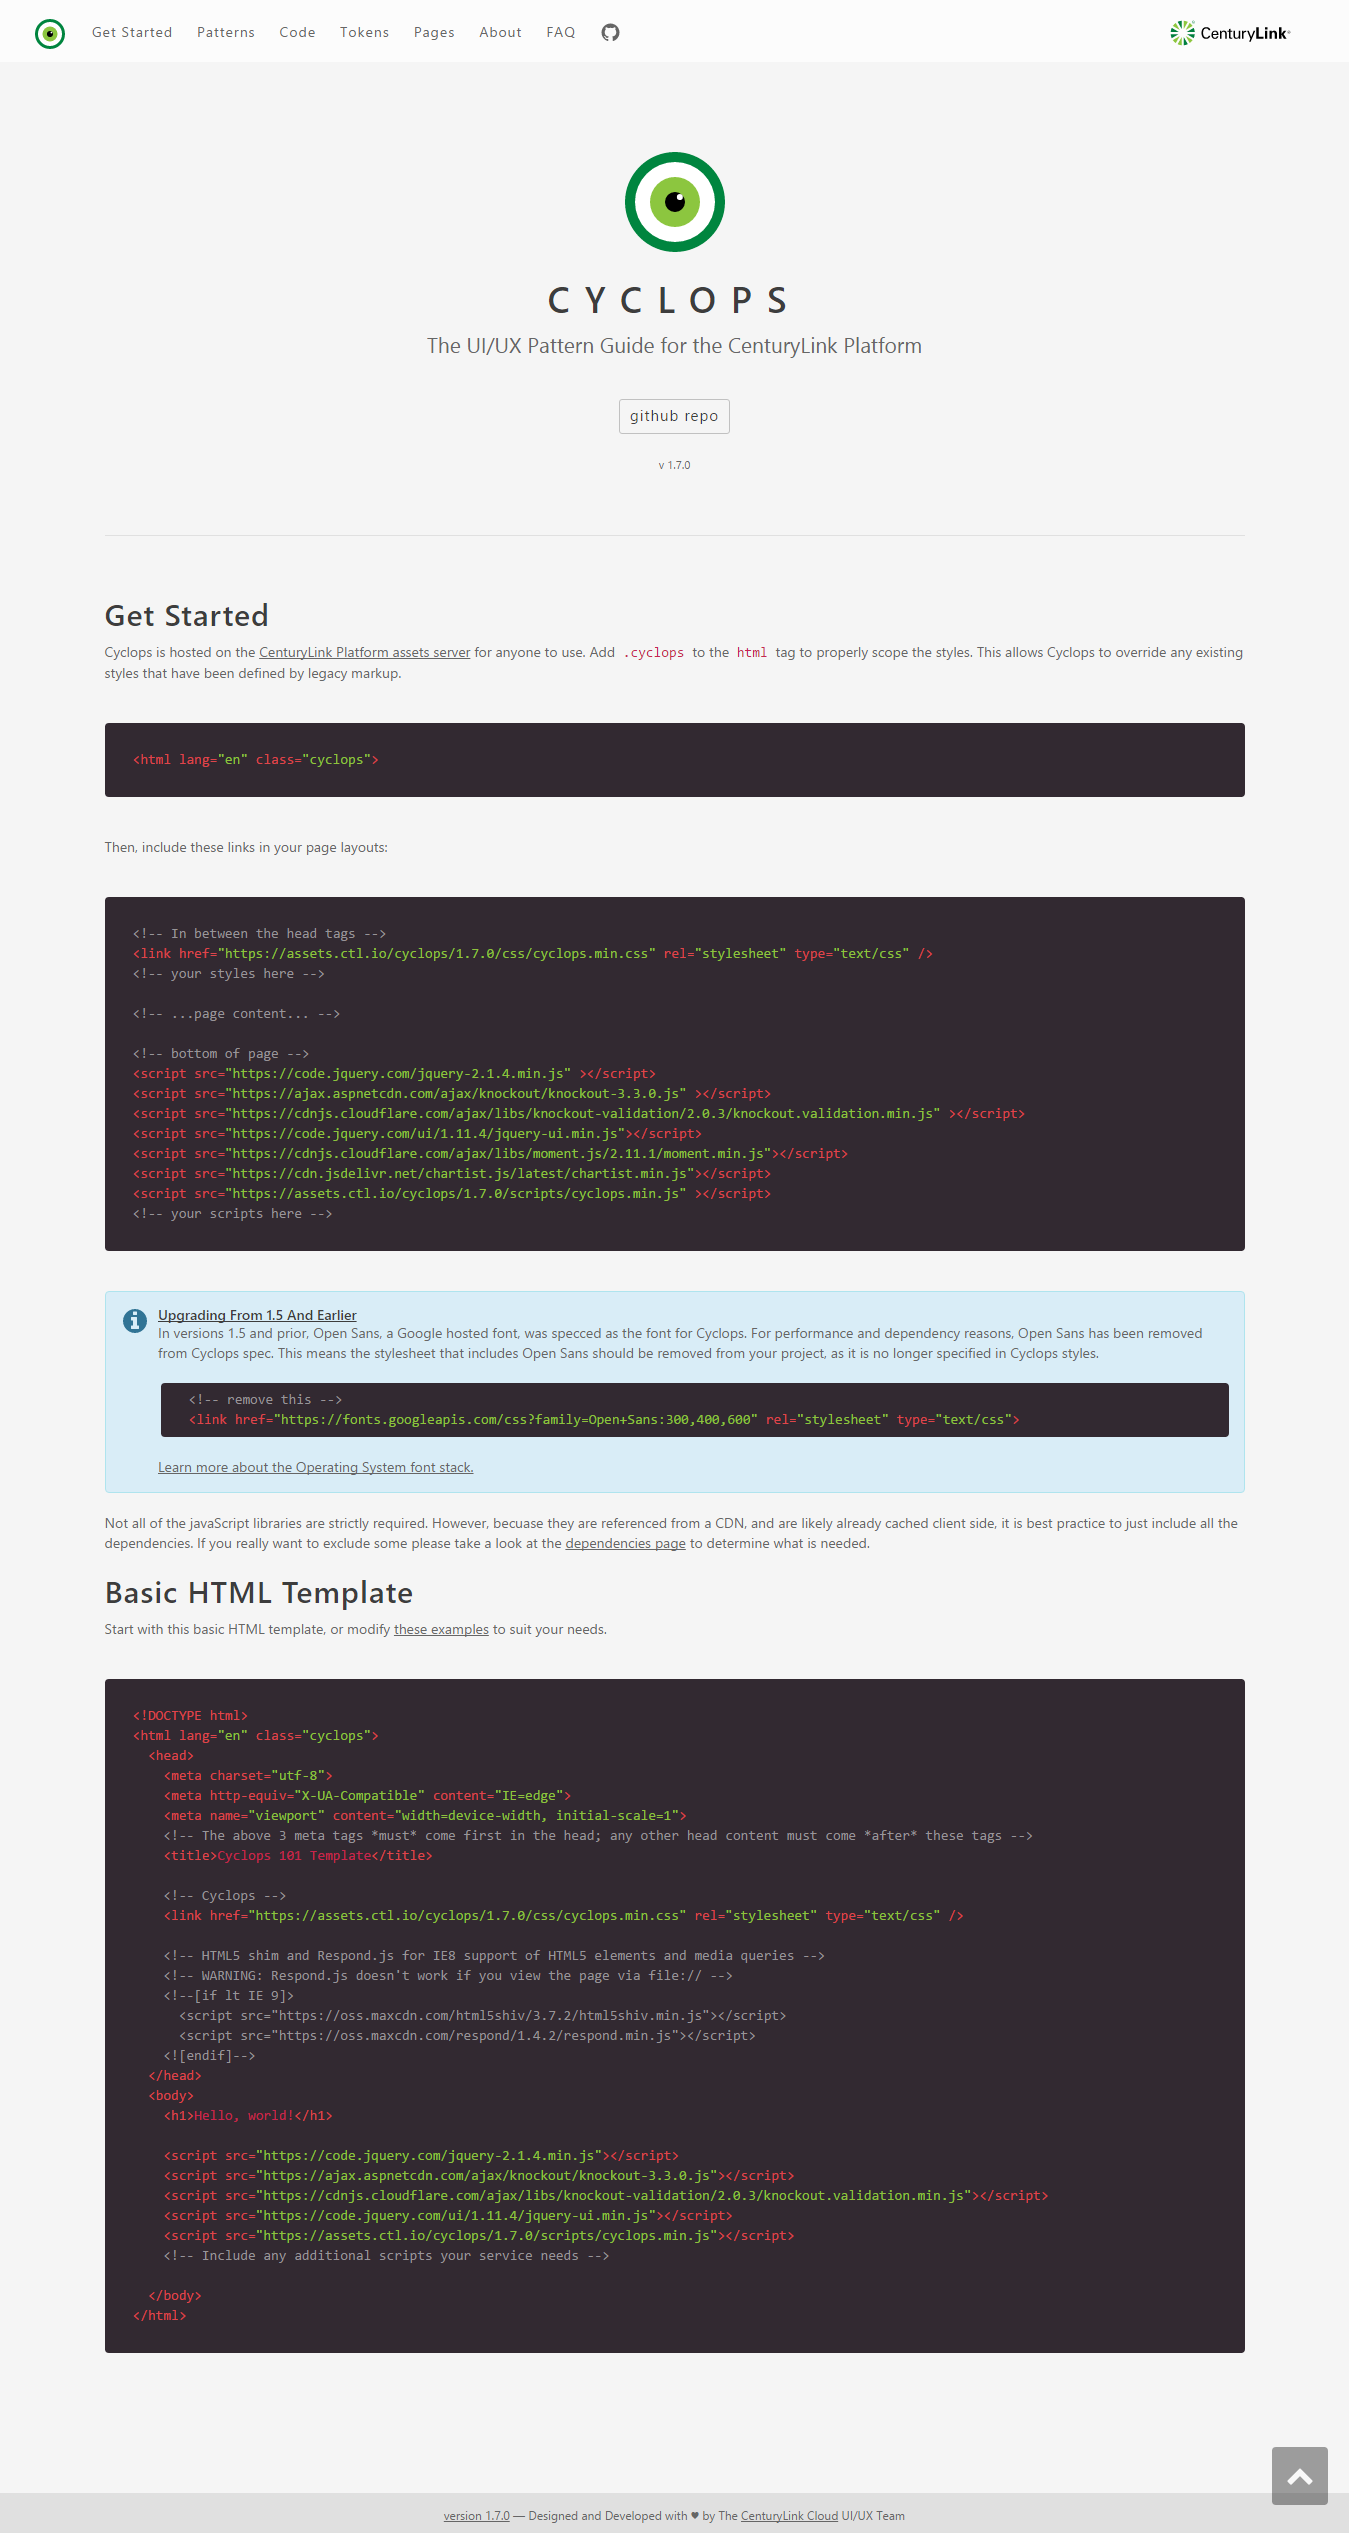 Get Started Patterns Code Tokens Pages About FAQ
CenturyLink®
CYCLOPS
The UI/UX Pattern Guide for the CenturyLink Platform
github repo
v 1.7.0
Get Started
Cyclops is hosted on the CenturyLink Platform assets server for anyone to use. Add .cyclops to the html tag to properly scope the styles. This allows Cyclops to override any existing
styles that have been defined by legacy markup.
<html lang="en" class="cyclops">
Then, include these links in your page layouts:
<!-- In between the head tags -->
<link href="https://assets.ctl.io/cyclops/1.7.0/css/cyclops.min.css" rel="stylesheet" type="text/css" />
<!-- your styles here -->
<!-- ...page content... -->
<!-- bottom of page -->
<script src="https://code.jquery.com/jquery-2.1.4.min.js" ></script>
<script src="https://ajax.aspnetcdn.com/ajax/knockout/knockout-3.3.0.js" ></script>
<script src="https://cdnjs.cloudflare.com/ajax/libs/knockout-validation/2.0.3/knockout.validation.min.js" ></script>
<script src="https://code.jquery.com/ui/1.11.4/jquery-ui.min.js"></script>
<script src="https://cdnjs.cloudflare.com/ajax/libs/moment.js/2.11.1/moment.min.js"></script>
<script src="https://cdn.jsdelivr.net/chartist.js/latest/chartist.min.js"></script>
<script src="https://assets.ctl.io/cyclops/1.7.0/scripts/cyclops.min.js" ></script>
<!-- your scripts here -->
Upgrading From 1.5 And Earlier
In versions 1.5 and prior, Open Sans, a Google hosted font, was specced as the font for Cyclops. For performance and dependency reasons, Open Sans has been removed
from Cyclops spec. This means the stylesheet that includes Open Sans should be removed from your project, as it is no longer specified in Cyclops styles.
<!-- remove this -->
<link href="https://fonts.googleapis.com/css?family=Open+Sans:300,400,600" rel="stylesheet" type="text/css">
Learn more about the Operating System font stack.
Not all of the javaScript libraries are strictly required. However, becuase they are referenced from a CDN, and are likely already cached client side, it is best practice to just include all the
dependencies. If you really want to exclude some please take a look at the dependencies page to determine what is needed.
Basic HTML Template
Start with this basic HTML template, or modify these examples to suit your needs.
<!DOCTYPE html>
<html lang="en" class="cyclops">
<head>
<meta charset="utf-8">
<meta http-equiv="X-UA-Compatible" content="IE=edge">
<meta name="viewport" content="width=device-width, initial-scale=1">
<!-- The above 3 meta tags *must* come first in the head; any other head content must come *after* these tags -->
<title>Cyclops 101 Template</title>
<!-- Cyclops -->
<link href="https://assets.ctl.io/cyclops/1.7.0/css/cyclops.min.css" rel="stylesheet" type="text/css" />
<!-- HTML5 shim and Respond.js for IE8 support of HTML5 elements and media queries -->
<!-- WARNING: Respond.js doesn't work if you view the page via file:// -->
<!--[if lt IE 9]>
<script src="https://oss.maxcdn.com/html5shiv/3.7.2/html5shiv.min.js"></script>
<script src="https://oss.maxcdn.com/respond/1.4.2/respond.min.js"></script>
<![endif]-->
</head>
<body>
<h1>Hello, world!</h1>
<script src="https://code.jquery.com/jquery-2.1.4.min.js"></script>
<script src="https://ajax.aspnetcdn.com/ajax/knockout/knockout-3.3.0.js"></script>
<script src="https://cdnjs.cloudflare.com/ajax/libs/knockout-validation/2.0.3/knockout.validation.min.js"></script>
<script src="https://code.jquery.com/ui/1.11.4/jquery-ui.min.js"></script>
<script src="https://assets.ctl.io/cyclops/1.7.0/scripts/cyclops.min.js"></script>
<!-- Include any additional scripts your service needs -->
</body>
</html>
version 1.7.0 — Designed and Developed with ♥ by The CenturyLink Cloud UI/UX Team